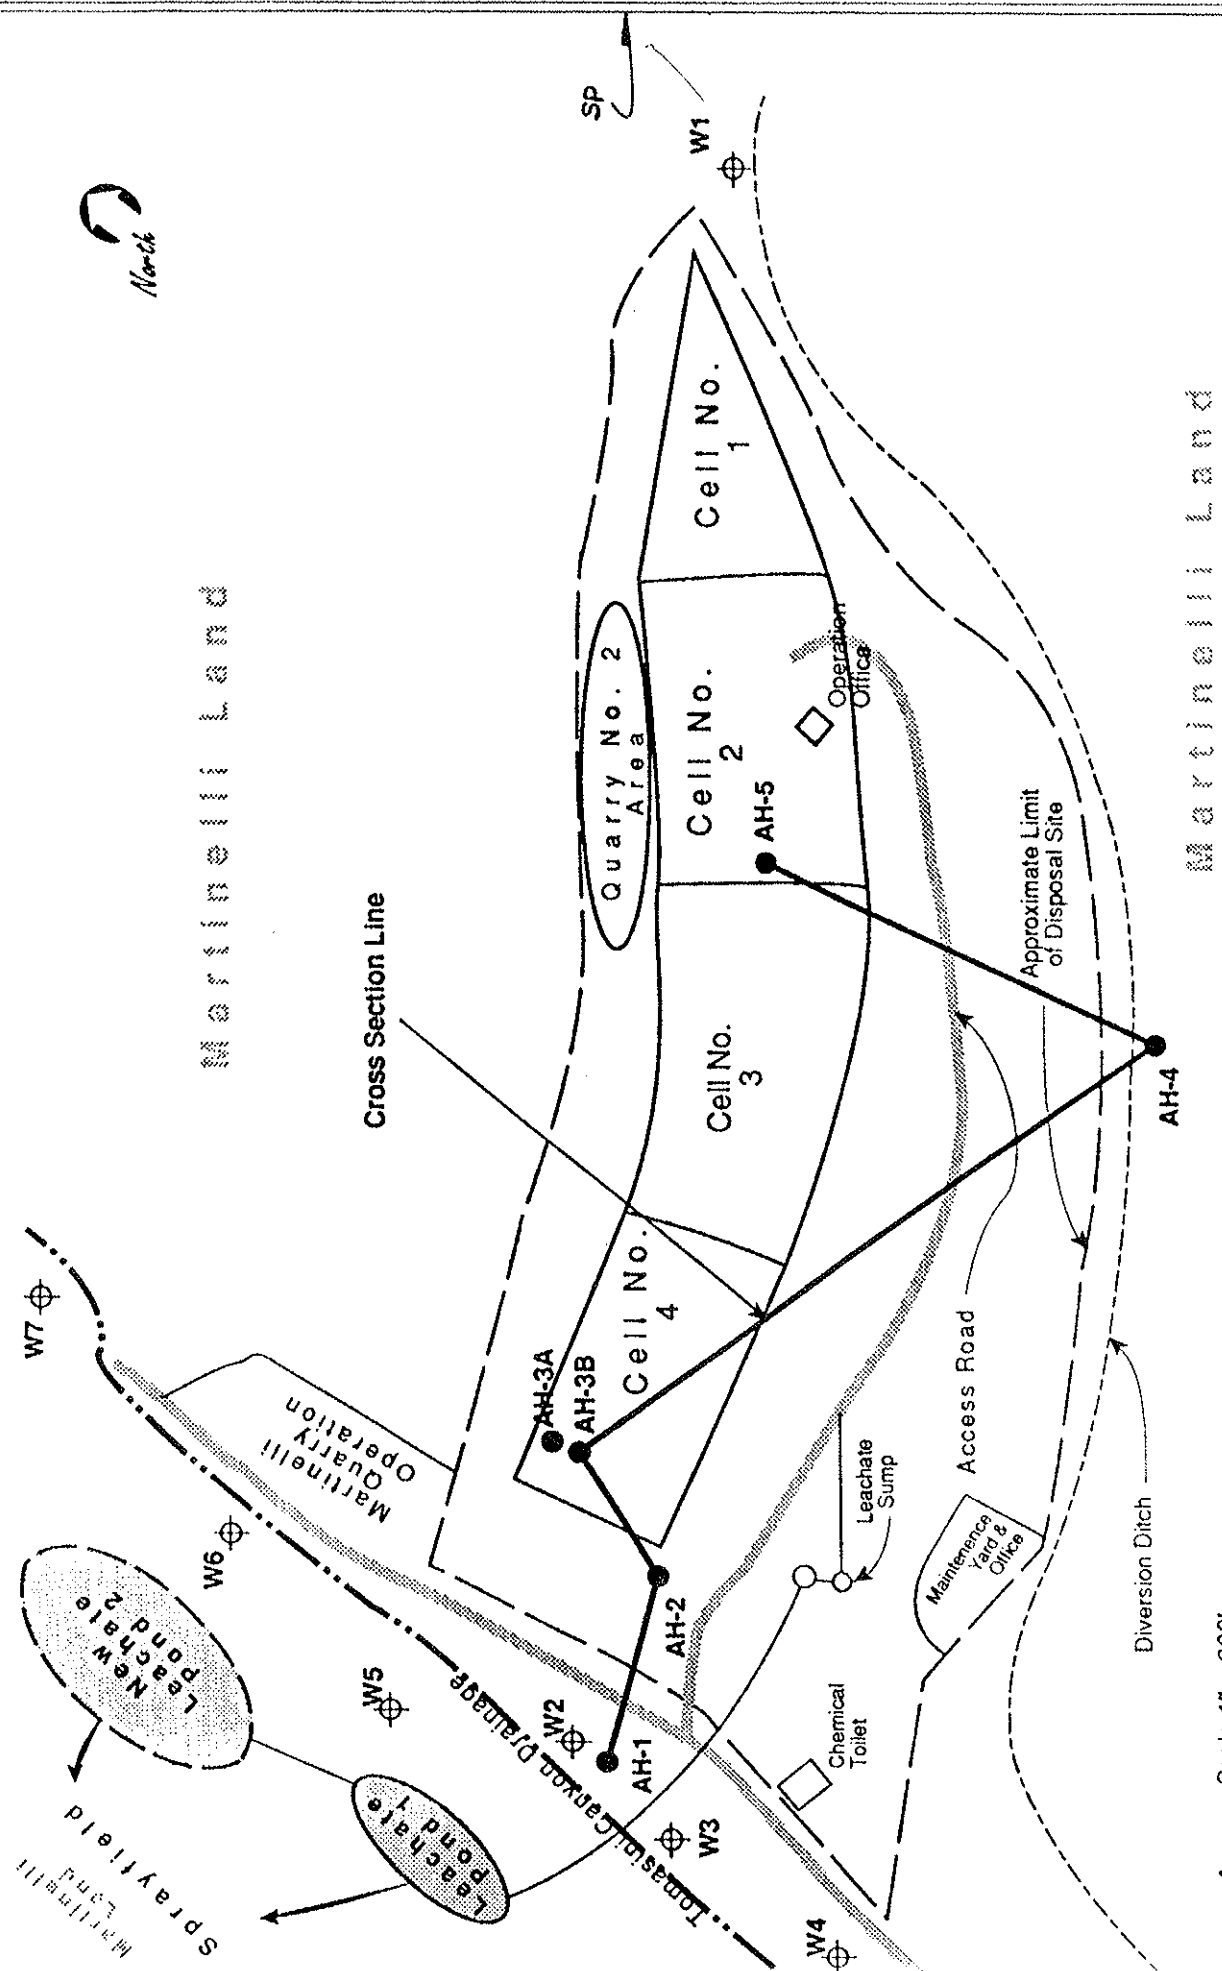 North
SP
W1
Martinelli Land
Cell No.
1
Quarry No. 2
Area
Cell No.
2
Operation
Office
AH-5
Cross Section Line
Cell No.
3
Approximate Limit
of Disposal Site
Martinelli Land
AH-4
W7
Martinelli
Quarry
Operation
AH-3A
AH-3B
Cell No.
4
W6
New
Leachate
Pond 2
W5
Tomasini Canyon Drainage
W2
AH-1
AH-2
Leachate
Sump
Access Road
Maintenence
Yard &
Office
Diversion Ditch
Chemical
Toilet
Leachate
Pond
1
W3
W4
Sprayfield
Martinelli
Land